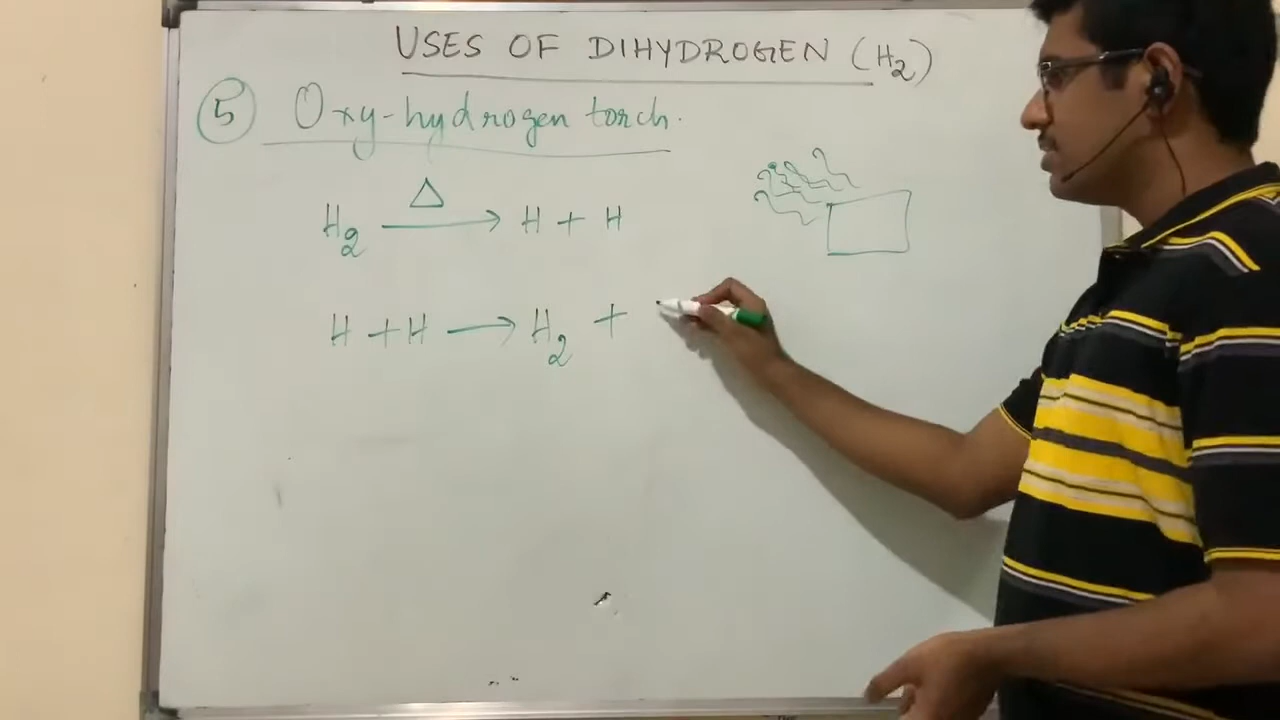 USES OF DIHYDROGEN (H2)
5 Oxy-hydrogen torch.
H2 Δ → H + H
H + H → H2 +